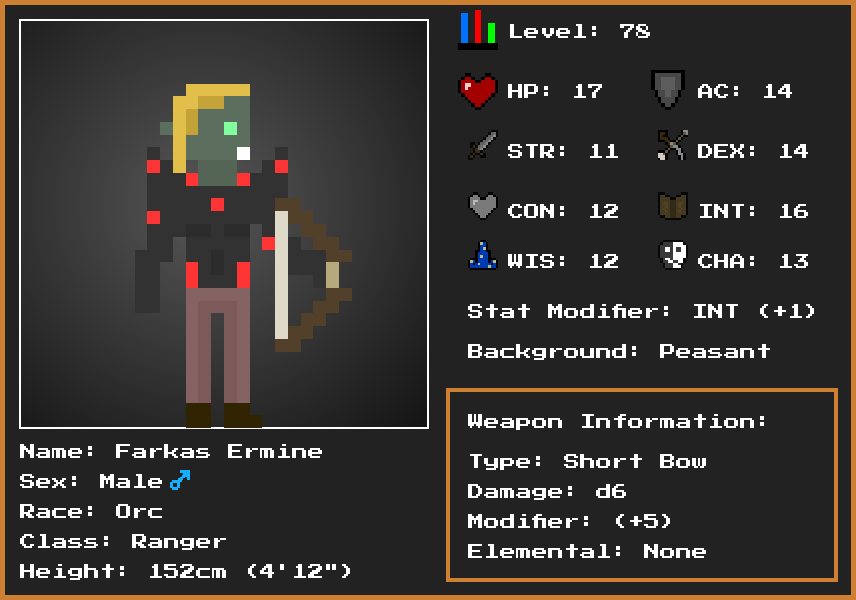 Level: 78
HP: 17
AC: 14
STR: 11
DEX: 14
CON: 12
INT: 16
WIS: 12
CHA: 13
Stat Modifier: INT (+1)
Background: Peasant
Weapon Information:
Type: Short Bow
Damage: d6
Modifier: (+5)
Elemental: None
Name: Farkas Ermine
Sex: Male ♂
Race: Orc
Class: Ranger
Height: 152cm (4'12")